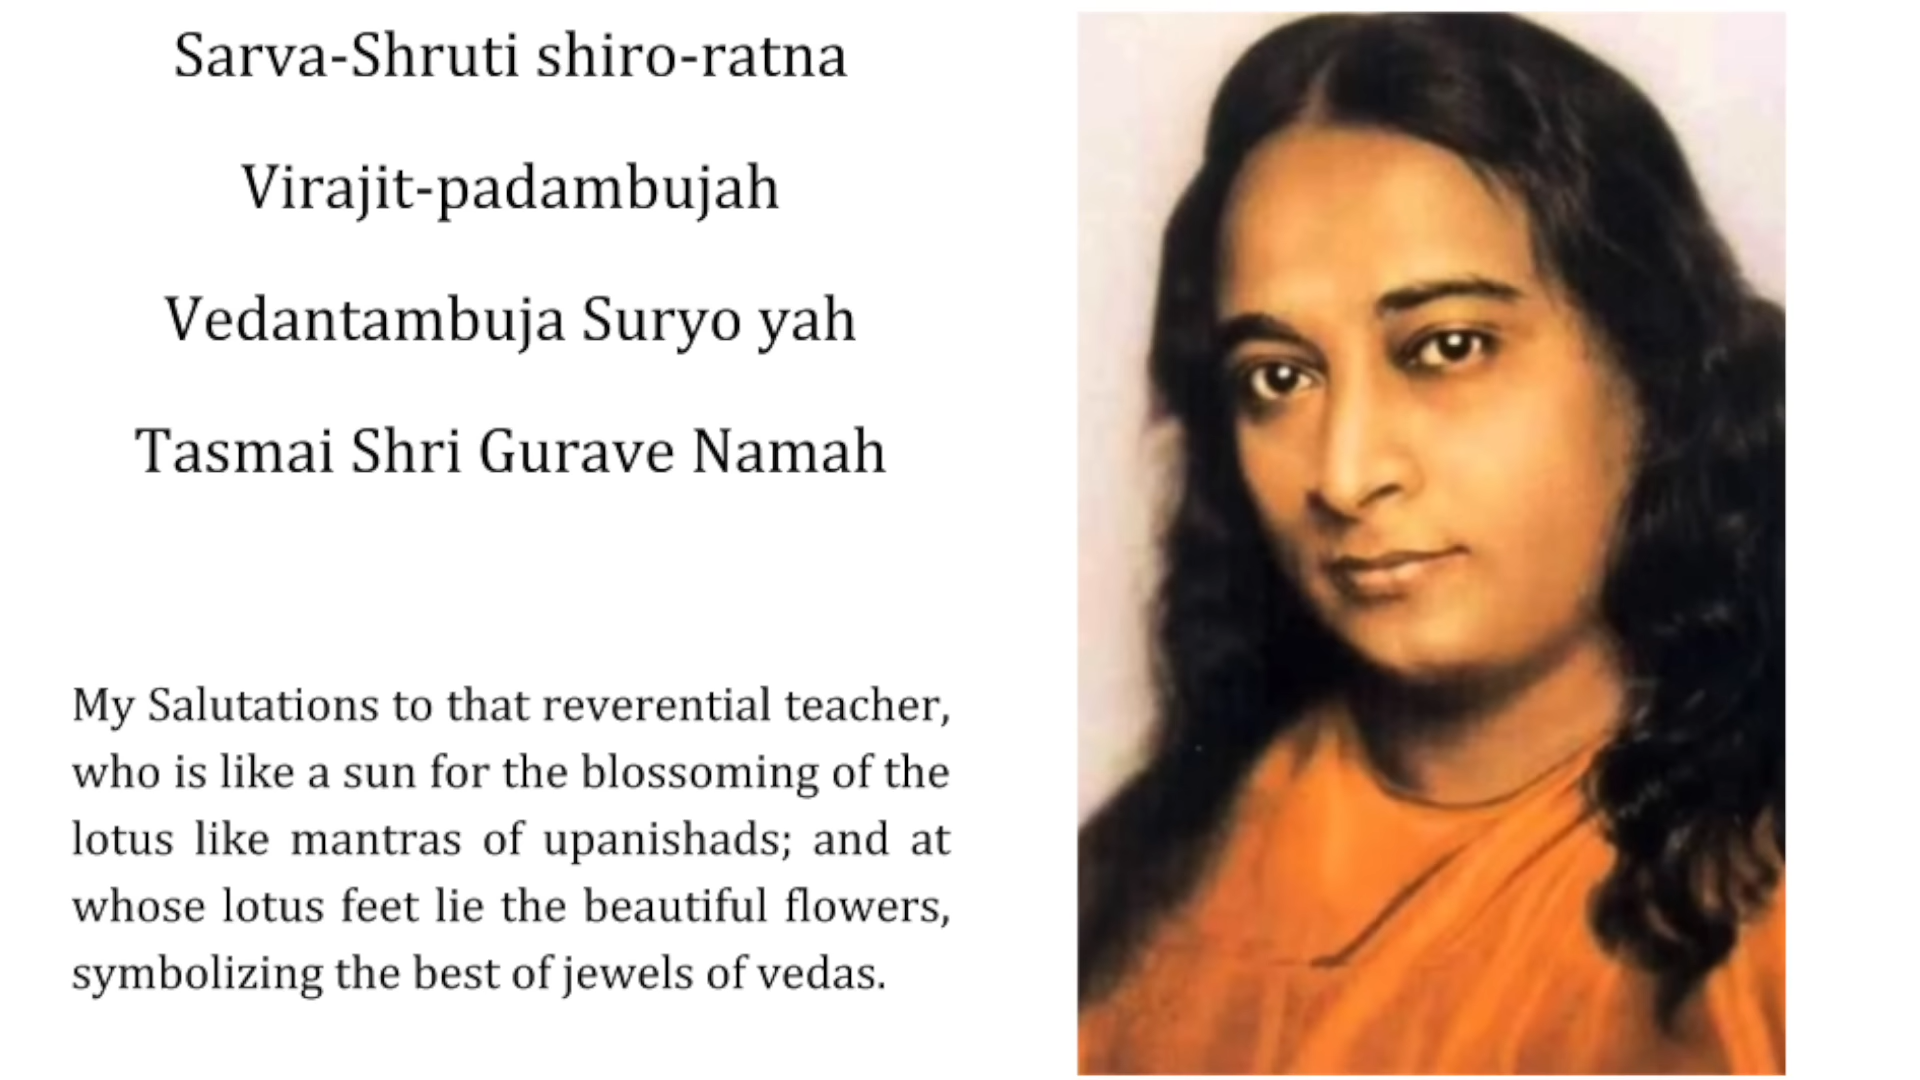 Sarva-Shruti shiro-ratna
Virajit-padambujah
Vedantambuja Suryo yah
Tasmai Shri Gurave Namah
My Salutations to that reverential teacher,
who is like a sun for the blossoming of the
lotus like mantras of upanishads; and at
whose lotus feet lie the beautiful flowers,
symbolizing the best of jewels of vedas.